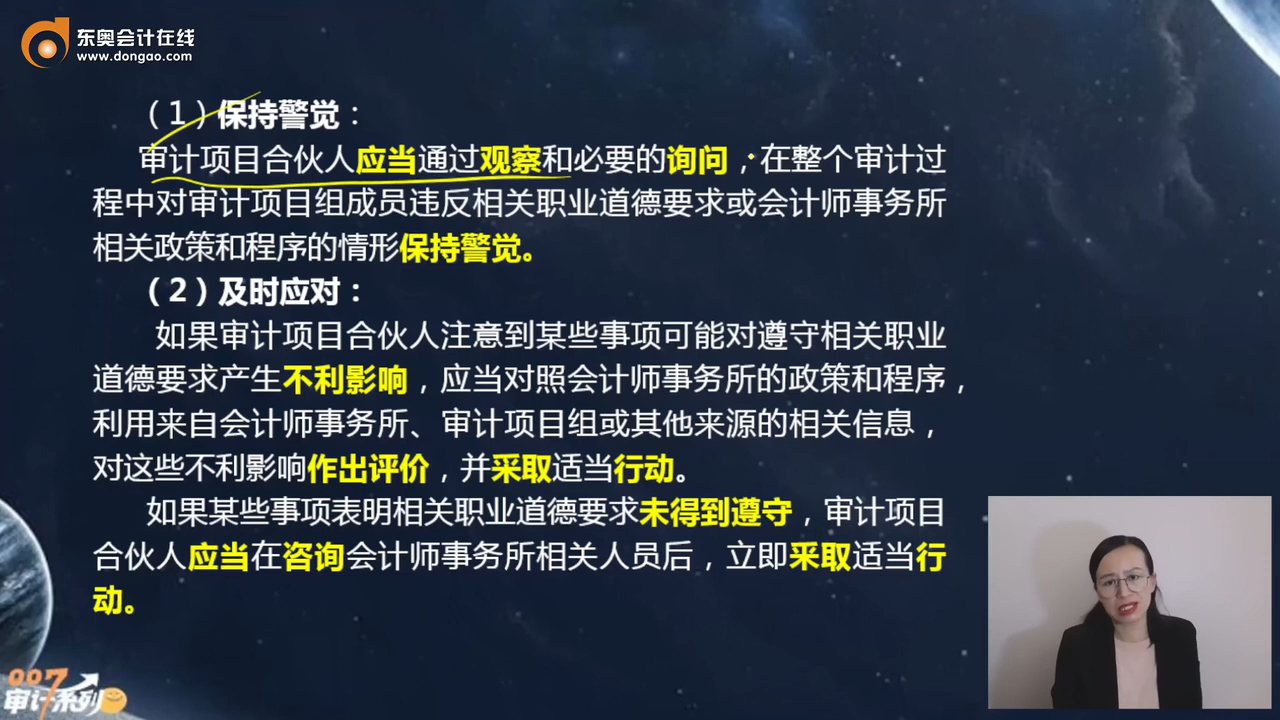 东奥会计在线
www.dongao.com
（1）保持警觉：
审计项目合伙人应当通过观察和必要的询问，在整个审计过
程中对审计项目组成员违反相关职业道德要求或会计师事务所
相关政策和程序的情形保持警觉。
（2）及时应对：
如果审计项目合伙人注意到某些事项可能对遵守相关职业
道德要求产生不利影响，应当对照会计师事务所的政策和程序，
利用来自会计师事务所、审计项目组或其他来源的相关信息，
对这些不利影响作出评价，并采取适当行动。
如果某些事项表明相关职业道德要求未得到遵守，审计项目
合伙人应当在咨询会计师事务所相关人员后，立即采取适当行
动。
007
审计系列